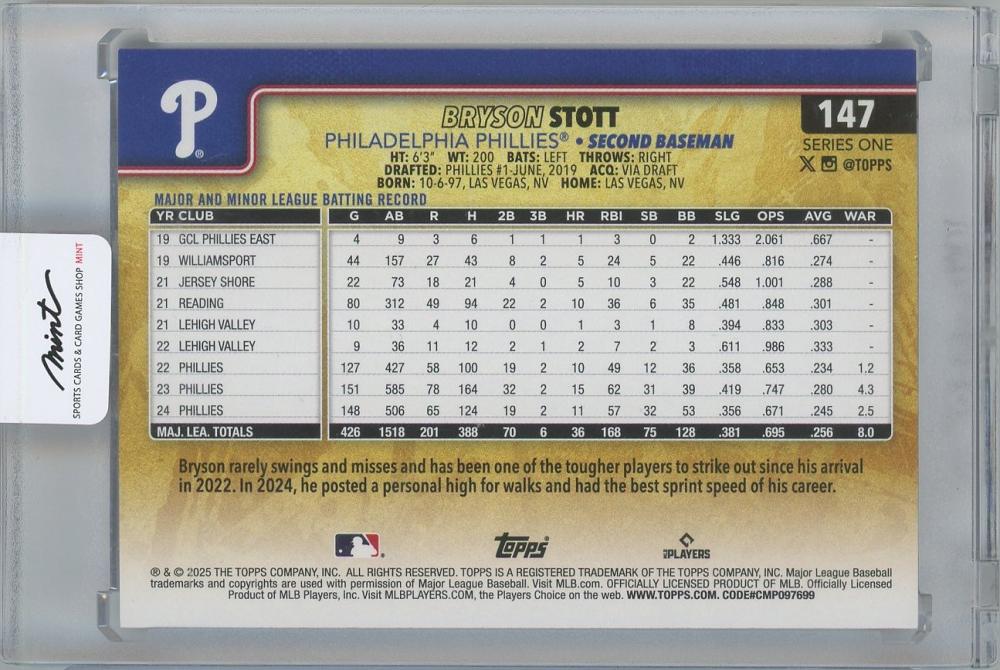 P®
BRYSON STOTT
147
PHILADELPHIA PHILLIES® • SECOND BASEMAN
SERIES ONE
@TOPPS
HT: 6'3" WT: 200 BATS: LEFT THROWS: RIGHT
DRAFTED: PHILLIES #1-JUNE, 2019 ACQ: VIA DRAFT
BORN: 10-6-97, LAS VEGAS, NV HOME: LAS VEGAS, NV
MAJOR AND MINOR LEAGUE BATTING RECORD
YR CLUB G AB R H 2B 3B HR RBI SB BB SLG OPS AVG WAR
19 GCL PHILLIES EAST 4 9 3 6 1 1 1 3 0 2 1.333 2.061 .667 -
19 WILLIAMSPORT 44 157 27 43 8 2 5 24 5 22 .446 .816 .274 -
21 JERSEY SHORE 22 73 18 21 4 0 5 10 3 22 .548 1.001 .288 -
21 READING 80 312 49 94 22 2 10 36 6 35 .481 .848 .301 -
21 LEHIGH VALLEY 10 33 4 10 0 0 1 3 1 8 .394 .833 .303 -
22 LEHIGH VALLEY 9 36 11 12 2 1 2 7 2 3 .611 .986 .333 -
22 PHILLIES 127 427 58 100 19 2 10 49 12 36 .358 .653 .234 1.2
23 PHILLIES 151 585 78 164 32 2 15 62 31 39 .419 .747 .280 4.3
24 PHILLIES 148 506 65 124 19 2 11 57 32 53 .356 .671 .245 2.5
MAJ. LEA. TOTALS 426 1518 201 388 70 6 36 168 75 128 .381 .695 .256 8.0
Bryson rarely swings and misses and has been one of the tougher players to strike out since his arrival
in 2022. In 2024, he posted a personal high for walks and had the best sprint speed of his career.
Topps
MLB PLAYERS
® & © 2025 THE TOPPS COMPANY, INC. ALL RIGHTS RESERVED. TOPPS IS A REGISTERED TRADEMARK OF THE TOPPS COMPANY, INC. Major League Baseball
trademarks and copyrights are used with permission of Major League Baseball. Visit MLB.com. OFFICIALLY LICENSED PRODUCT OF MLB. Officially Licensed
Product of MLB Players, Inc. Visit MLBPLAYERS.COM, the Players Choice on the web. WWW.TOPPS.COM. CODE#CMP097699
mint
SPORTS CARDS & CARD GAMES SHOP MINT